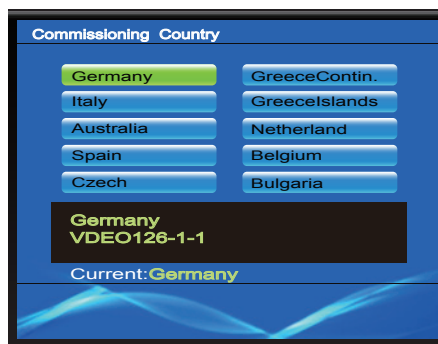 Commissioning Country
Germany
GreeceContin.
Italy
GreeceIslands
Australia
Netherland
Spain
Belgium
Czech
Bulgaria
Germany
VDEO126-1-1
Current:Germany